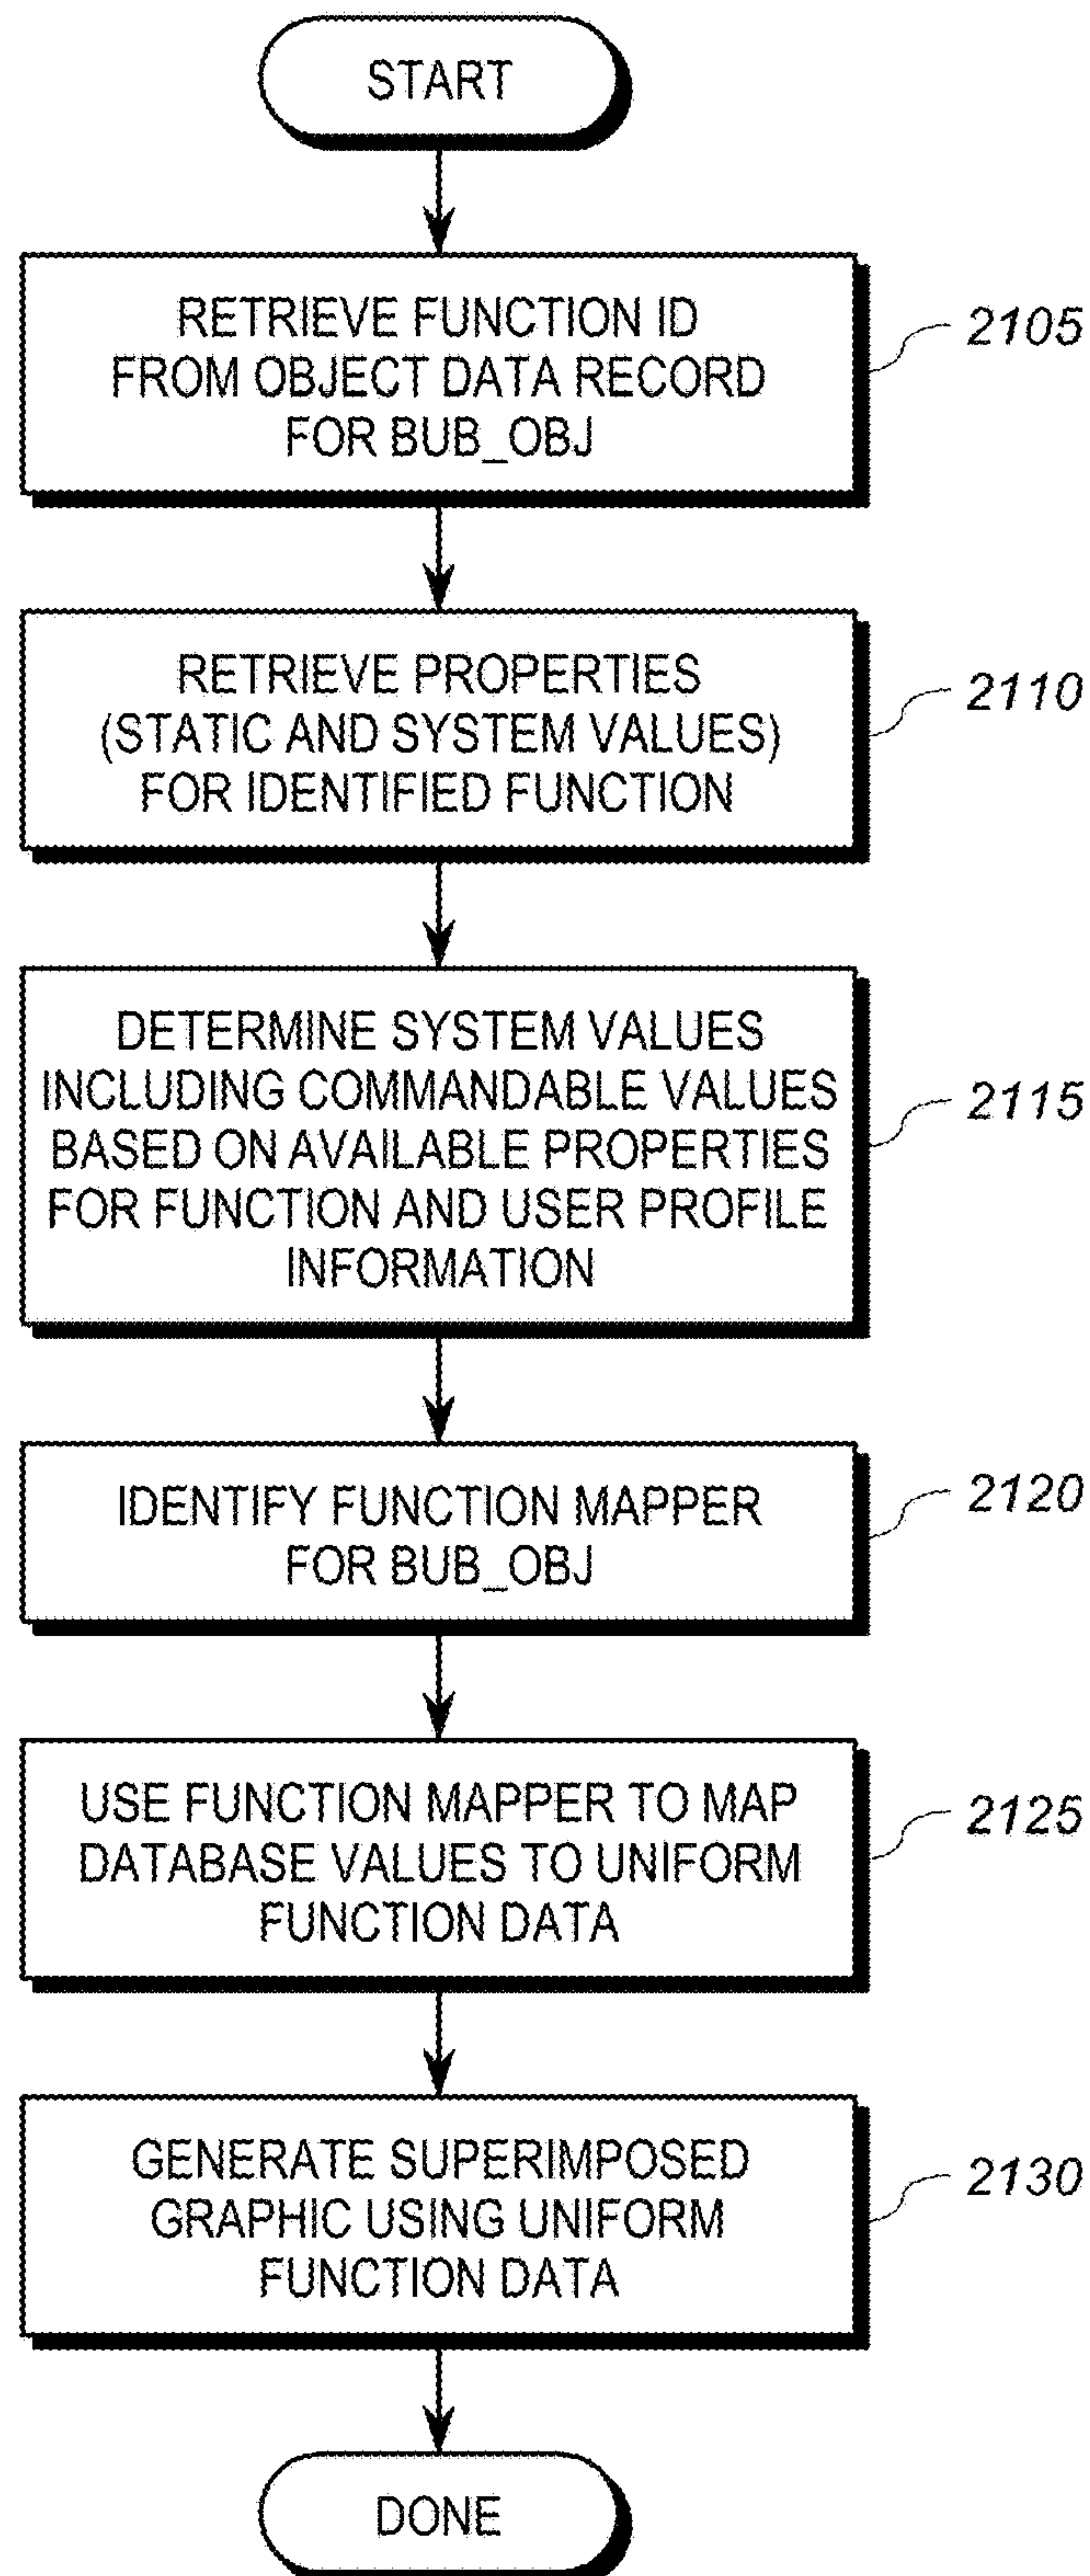 START
RETRIEVE FUNCTION ID
FROM OBJECT DATA RECORD
FOR BUB_OBJ
2105
RETRIEVE PROPERTIES
(STATIC AND SYSTEM VALUES)
FOR IDENTIFIED FUNCTION
2110
DETERMINE SYSTEM VALUES
INCLUDING COMMANDABLE VALUES
BASED ON AVAILABLE PROPERTIES
FOR FUNCTION AND USER PROFILE
INFORMATION
2115
IDENTIFY FUNCTION MAPPER
FOR BUB_OBJ
2120
USE FUNCTION MAPPER TO MAP
DATABASE VALUES TO UNIFORM
FUNCTION DATA
2125
GENERATE SUPERIMPOSED
GRAPHIC USING UNIFORM
FUNCTION DATA
2130
DONE